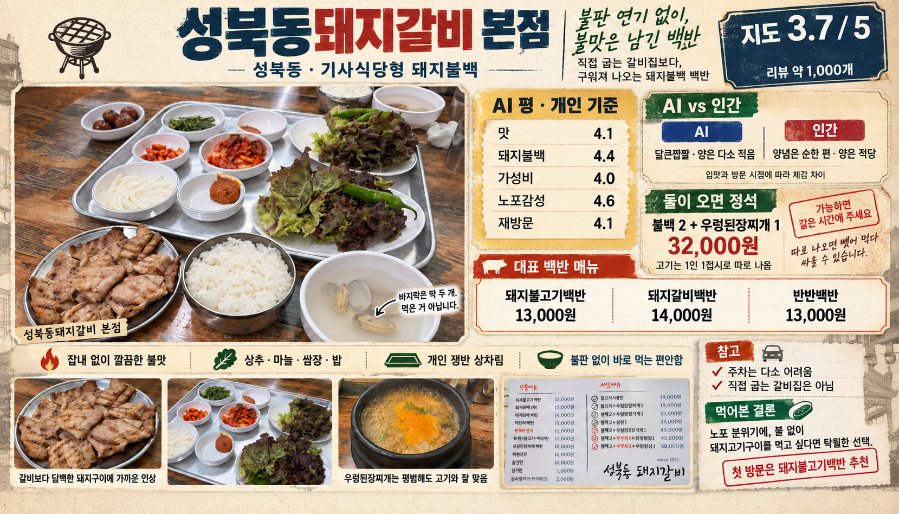 성북동돼지갈비 본점
성북동 · 기사식당형 돼지불백
불판 연기 없이,
불맛은 남긴 백반
직접 굽는 갈비집보다,
구워져 나오는 돼지불백 백반
지도 3.7 / 5
리뷰 약 1,000개
AI 평 · 개인 기준
맛 4.1
돼지불백 4.4
가성비 4.0
노포감성 4.6
재방문 4.1
AI vs 인간
AI
달큰짭짤 · 양은 다소 적음
인간
양념은 순한 편 · 양은 적당
입맛과 방문 시점에 따라 체감 차이
둘이 오면 정석
불백 2 + 우렁된장찌개 1
32,000원
고기는 1인 1접시로 따로 나옴
가능하면
같은 시간에 주세요
따로 나오면 뺏어 먹다
싸울 수 있습니다.
대표 백반 메뉴
돼지불고기백반
13,000원
돼지갈비백반
14,000원
반반백반
13,000원
바지락은 딱 두 개.
먹은 거 아닙니다.
성북동돼지갈비 본점
잡내 없이 깔끔한 불맛
상추 · 마늘 · 쌈장 · 밥
개인 쟁반 상차림
불판 없이 바로 먹는 편안함
갈비보다 담백한 돼지구이에 가까운 인상
우렁된장찌개는 평범해도 고기와 잘 맞음
since 1971
성북동 돼지갈비
참고
주차는 다소 어려움
직접 굽는 갈비집은 아님
먹어본 결론
노포 분위기에, 불 없이
돼지고기구이를 먹고 싶다면 탁월한 선택.
첫 방문은 돼지불고기백반 추천